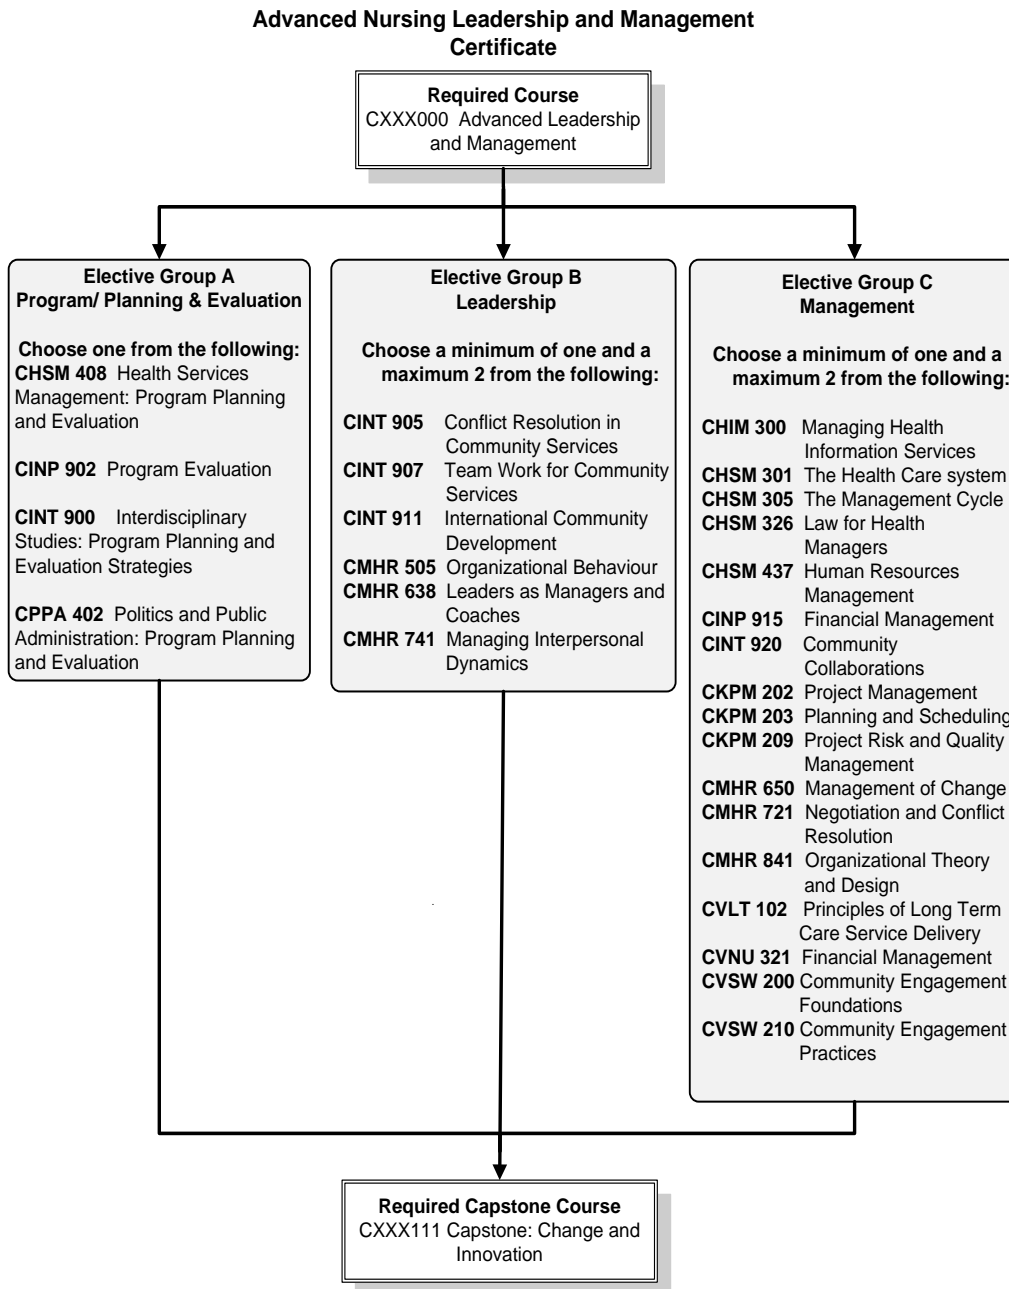 Advanced Nursing Leadership and Management
Certificate
Required Course
CXXX000 Advanced Leadership
and Management
Elective Group A
Program/ Planning & Evaluation
Choose one from the following:
CHSM 408 Health Services
Management: Program Planning
and Evaluation
CINP 902 Program Evaluation
CINT 900 Interdisciplinary
Studies: Program Planning and
Evaluation Strategies
CPPA 402 Politics and Public
Administration: Program Planning
and Evaluation
Elective Group B
Leadership
Choose a minimum of one and a
maximum 2 from the following:
CINT 905 Conflict Resolution in
Community Services
CINT 907 Team Work for Community
Services
CINT 911 International Community
Development
CMHR 505 Organizational Behaviour
CMHR 638 Leaders as Managers and
Coaches
CMHR 741 Managing Interpersonal
Dynamics
Elective Group C
Management
Choose a minimum of one and a
maximum 2 from the following:
CHIM 300 Managing Health
Information Services
CHSM 301 The Health Care system
CHSM 305 The Management Cycle
CHSM 326 Law for Health
Managers
CHSM 437 Human Resources
Management
CINP 915 Financial Management
CINT 920 Community
Collaborations
CKPM 202 Project Management
CKPM 203 Planning and Scheduling
CKPM 209 Project Risk and Quality
Management
CMHR 650 Management of Change
CMHR 721 Negotiation and Conflict
Resolution
CMHR 841 Organizational Theory
and Design
CVLT 102 Principles of Long Term
Care Service Delivery
CVNU 321 Financial Management
CVSW 200 Community Engagement
Foundations
CVSW 210 Community Engagement
Practices
Required Capstone Course
CXXX111 Capstone: Change and
Innovation